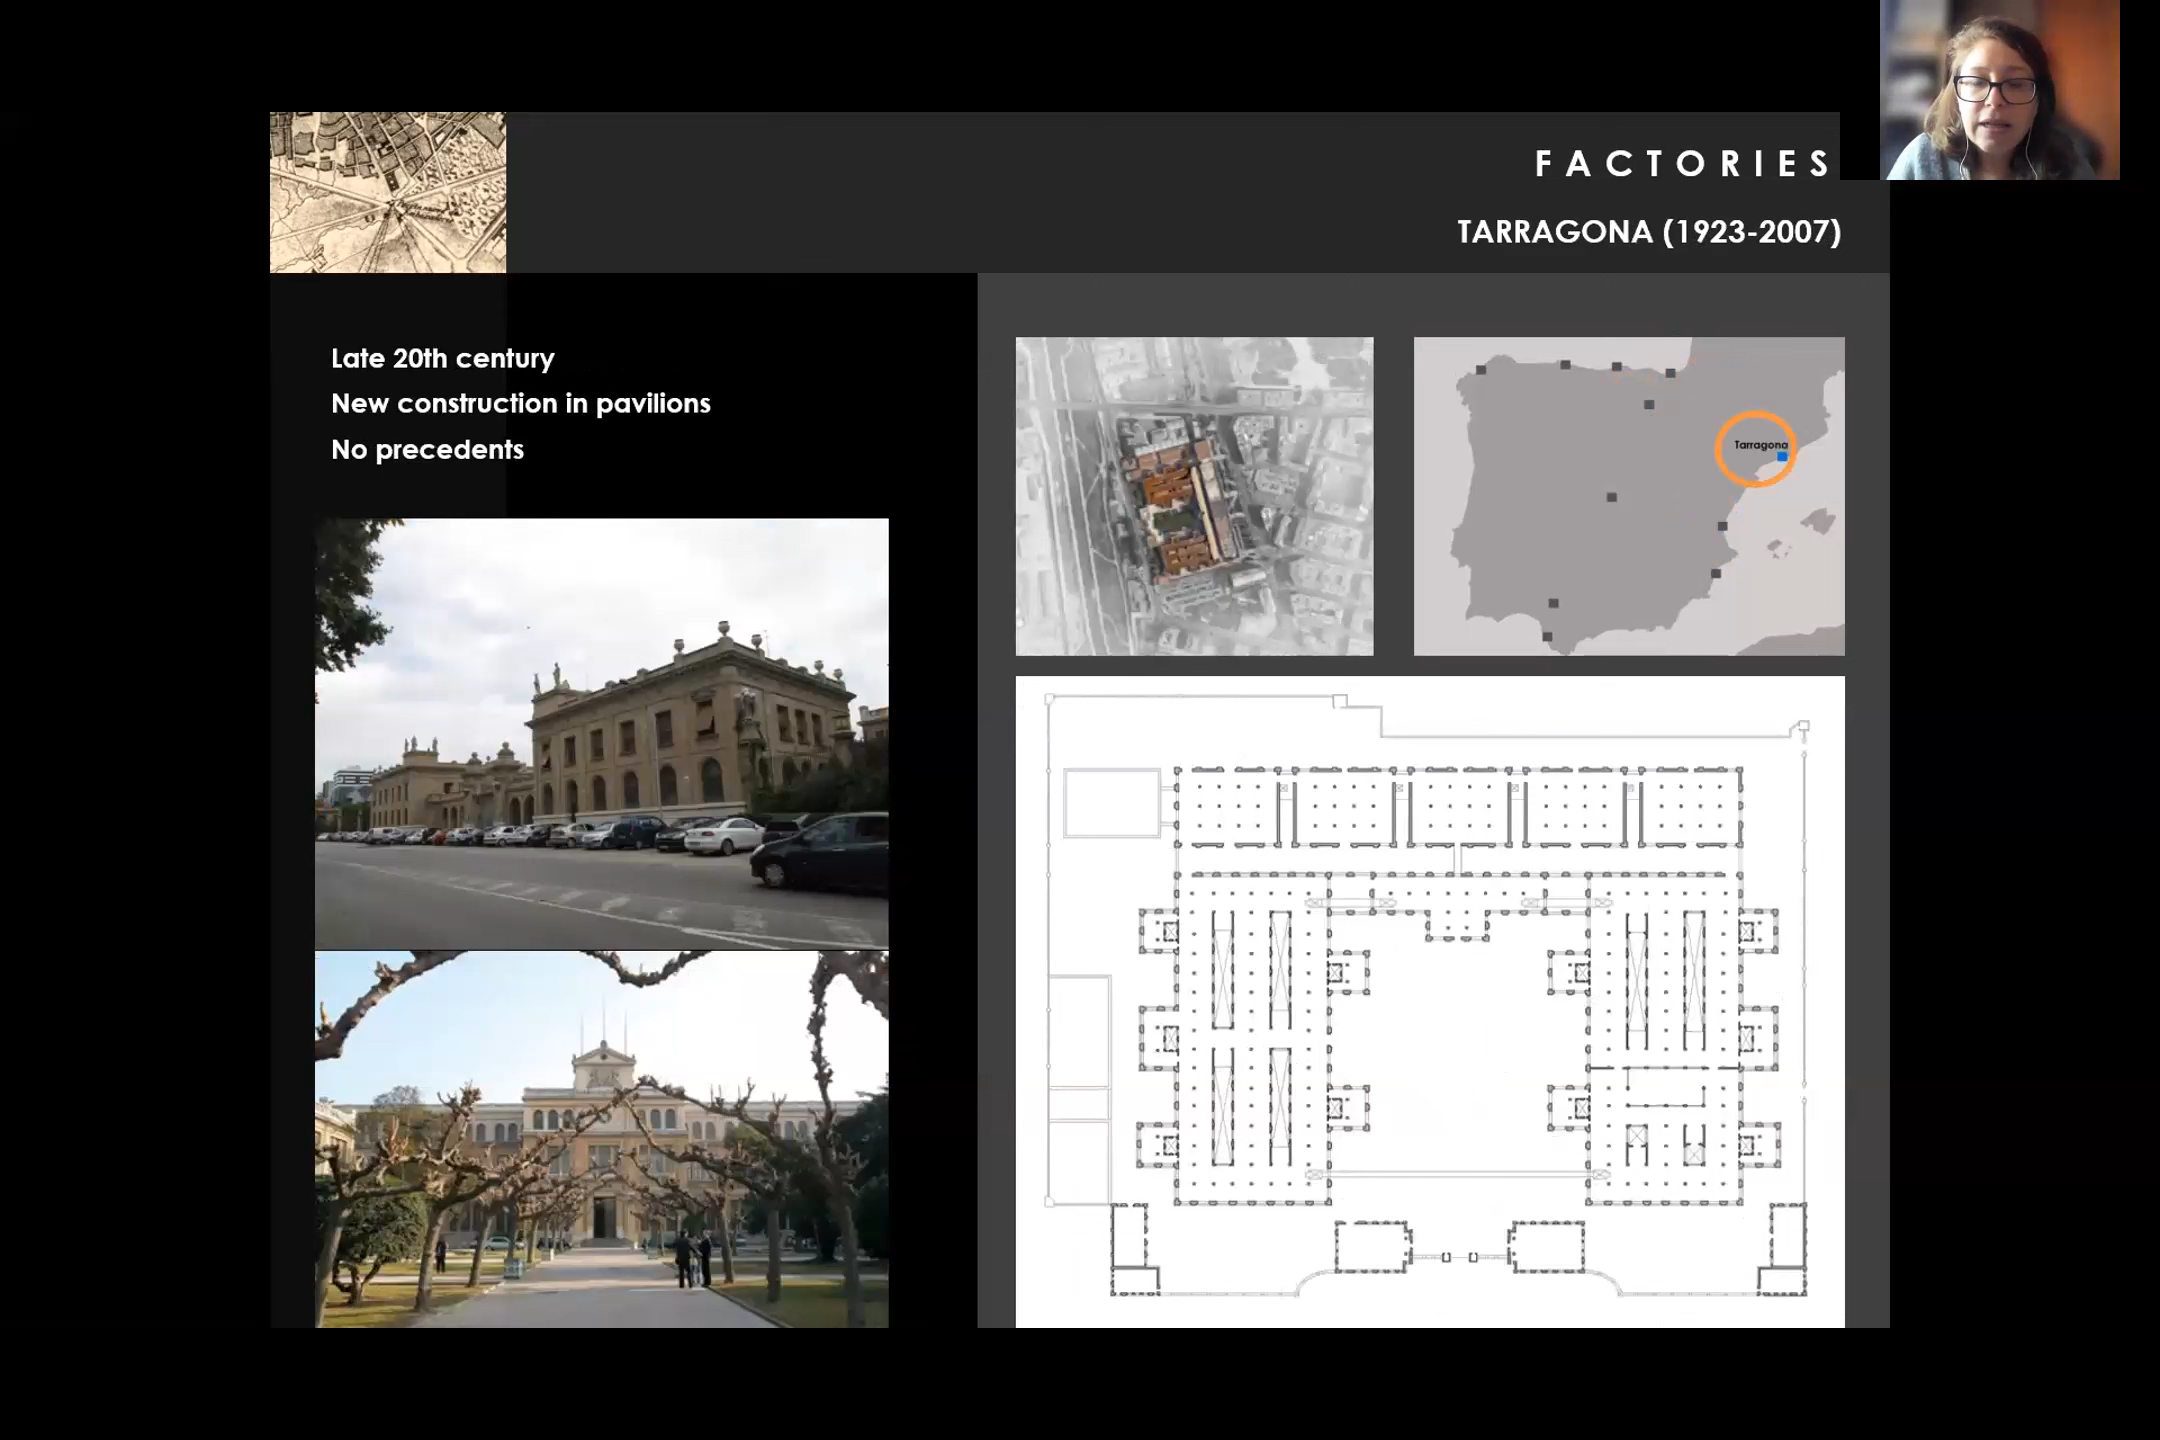 FACTORIES
TARRAGONA (1923-2007)
Late 20th century
New construction in pavilions
No precedents
Tarragona